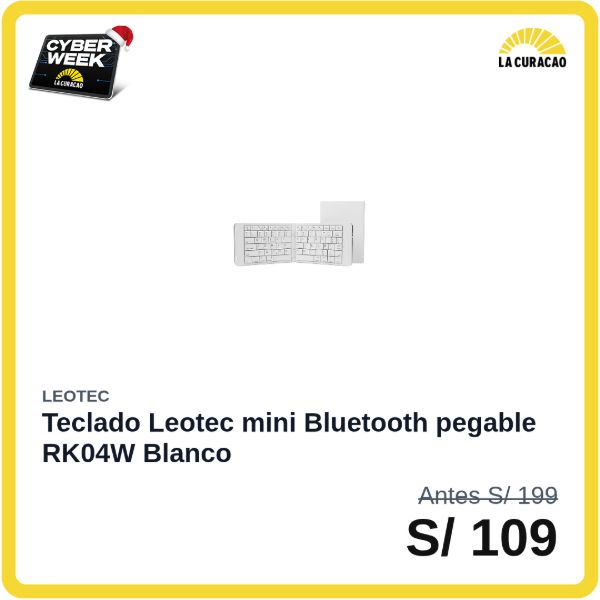 CYBER
WEEK
LA CURACAO
LA CURACAO
LEOTEC
Teclado Leotec mini Bluetooth pegable
RK04W Blanco
Antes S/ 199
S/ 109